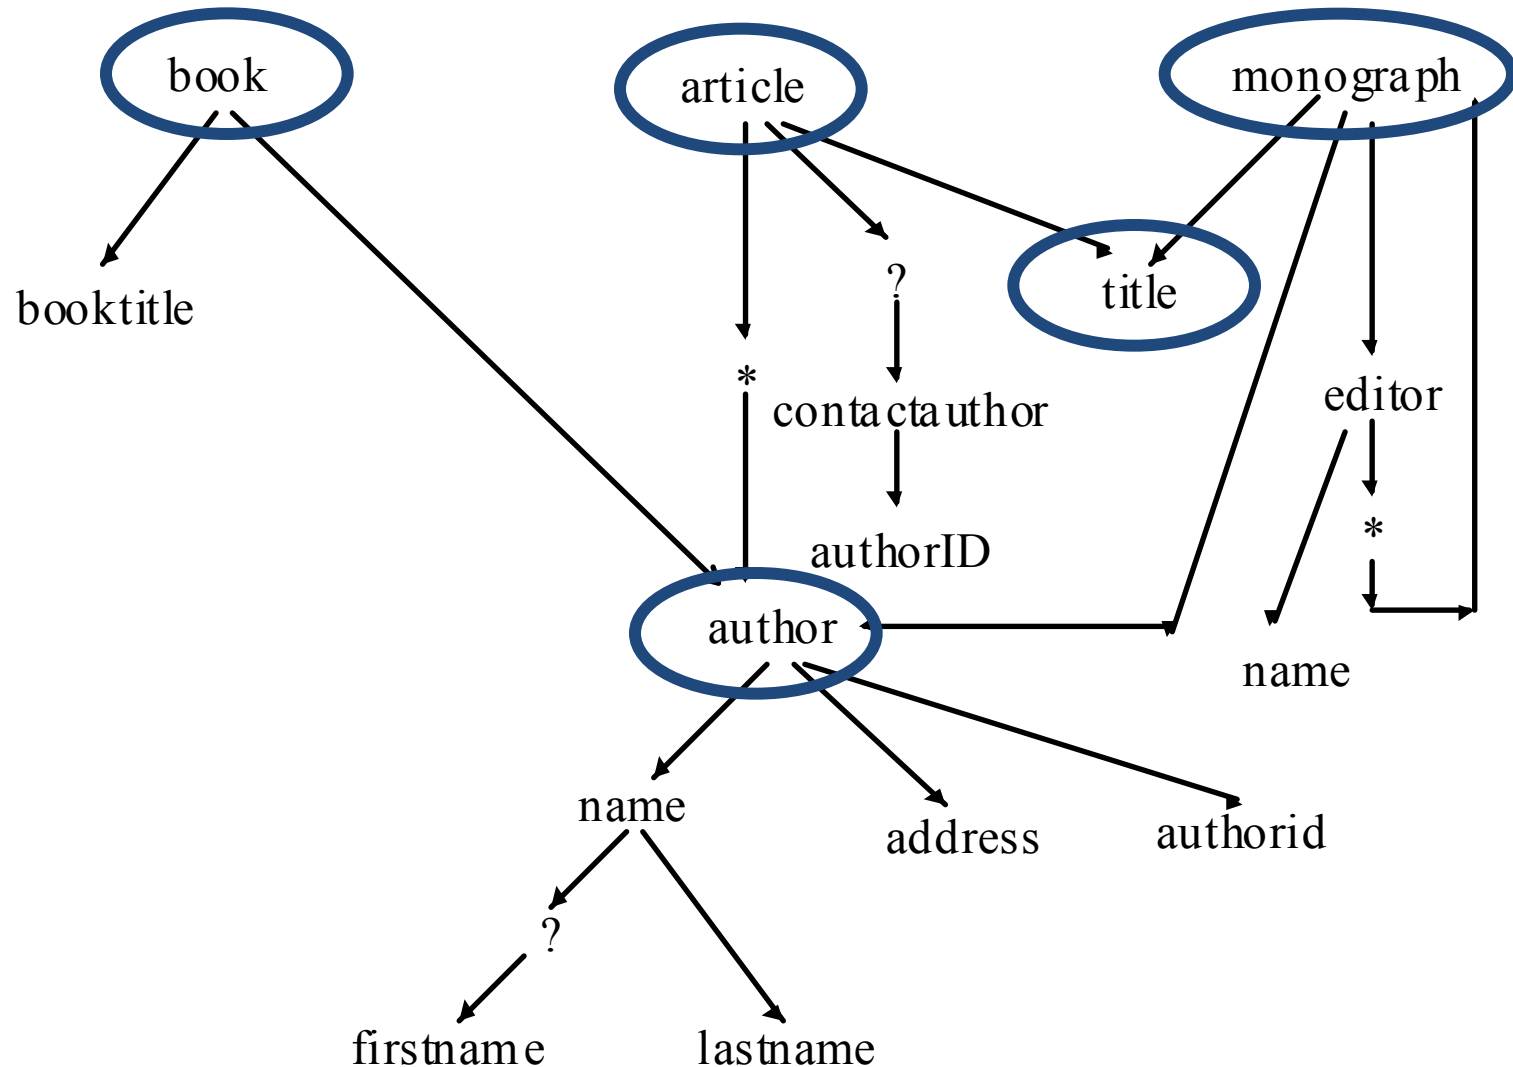 book
article
monograph
booktitle
?
title
*
contactauthor
editor
authorID
*
author
name
name
address
authorid
?
firstname
lastname